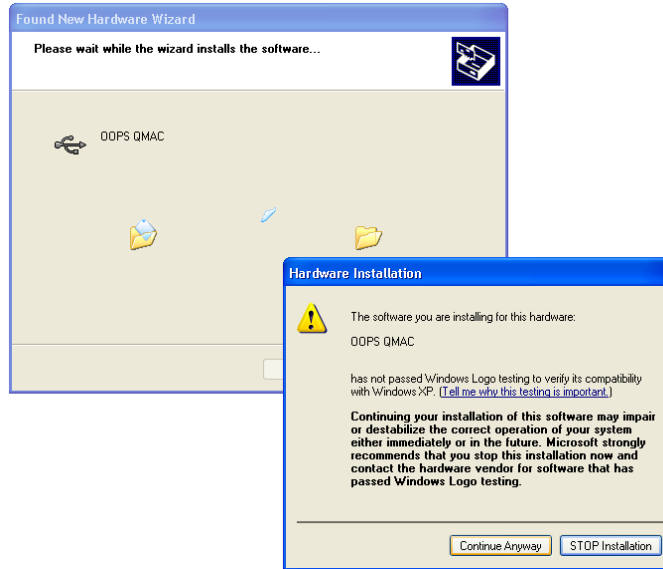 Found New Hardware Wizard
Please wait while the wizard installs the software...
OOPS QMAC
Hardware Installation
The software you are installing for this hardware:
OOPS QMAC
has not passed Windows Logo testing to verify its compatibility
with Windows XP. (Tell me why this testing is important.)
Continuing your installation of this software may impair
or destabilize the correct operation of your system
either immediately or in the future. Microsoft strongly
recommends that you stop this installation now and
contact the hardware vendor for software that has
passed Windows Logo testing.
Continue Anyway
STOP Installation